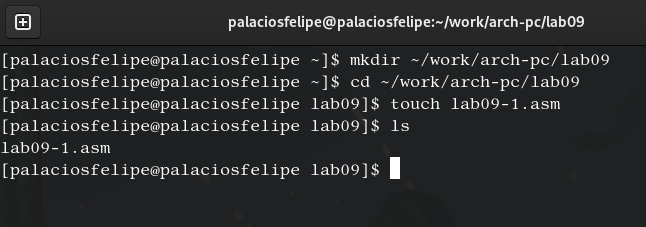 palaciosfelipe@palaciosfelipe:~/work/arch-pc/lab09
[palaciosfelipe@palaciosfelipe ~]$ mkdir ~/work/arch-pc/lab09
[palaciosfelipe@palaciosfelipe ~]$ cd ~/work/arch-pc/lab09
[palaciosfelipe@palaciosfelipe lab09]$ touch lab09-1.asm
[palaciosfelipe@palaciosfelipe lab09]$ ls
lab09-1.asm
[palaciosfelipe@palaciosfelipe lab09]$